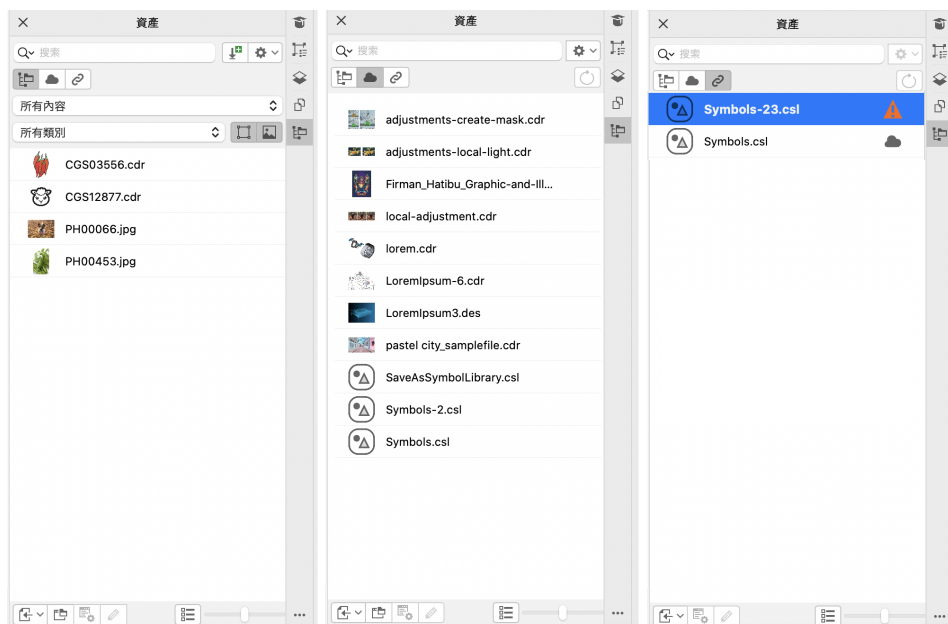 資產
搜索
所有內容
所有類別
CGS03556.cdr
CGS12877.cdr
PH00066.jpg
PH00453.jpg
資產
搜索
adjustments-create-mask.cdr
adjustments-local-light.cdr
Firman_Hatibu_Graphic-and-Ill...
local-adjustment.cdr
lorem.cdr
LoremIpsum-6.cdr
LoremIpsum3.des
pastel city_samplefile.cdr
SaveAsSymbolLibrary.csl
Symbols-2.csl
Symbols.csl
資產
搜索
Symbols-23.csl
Symbols.csl